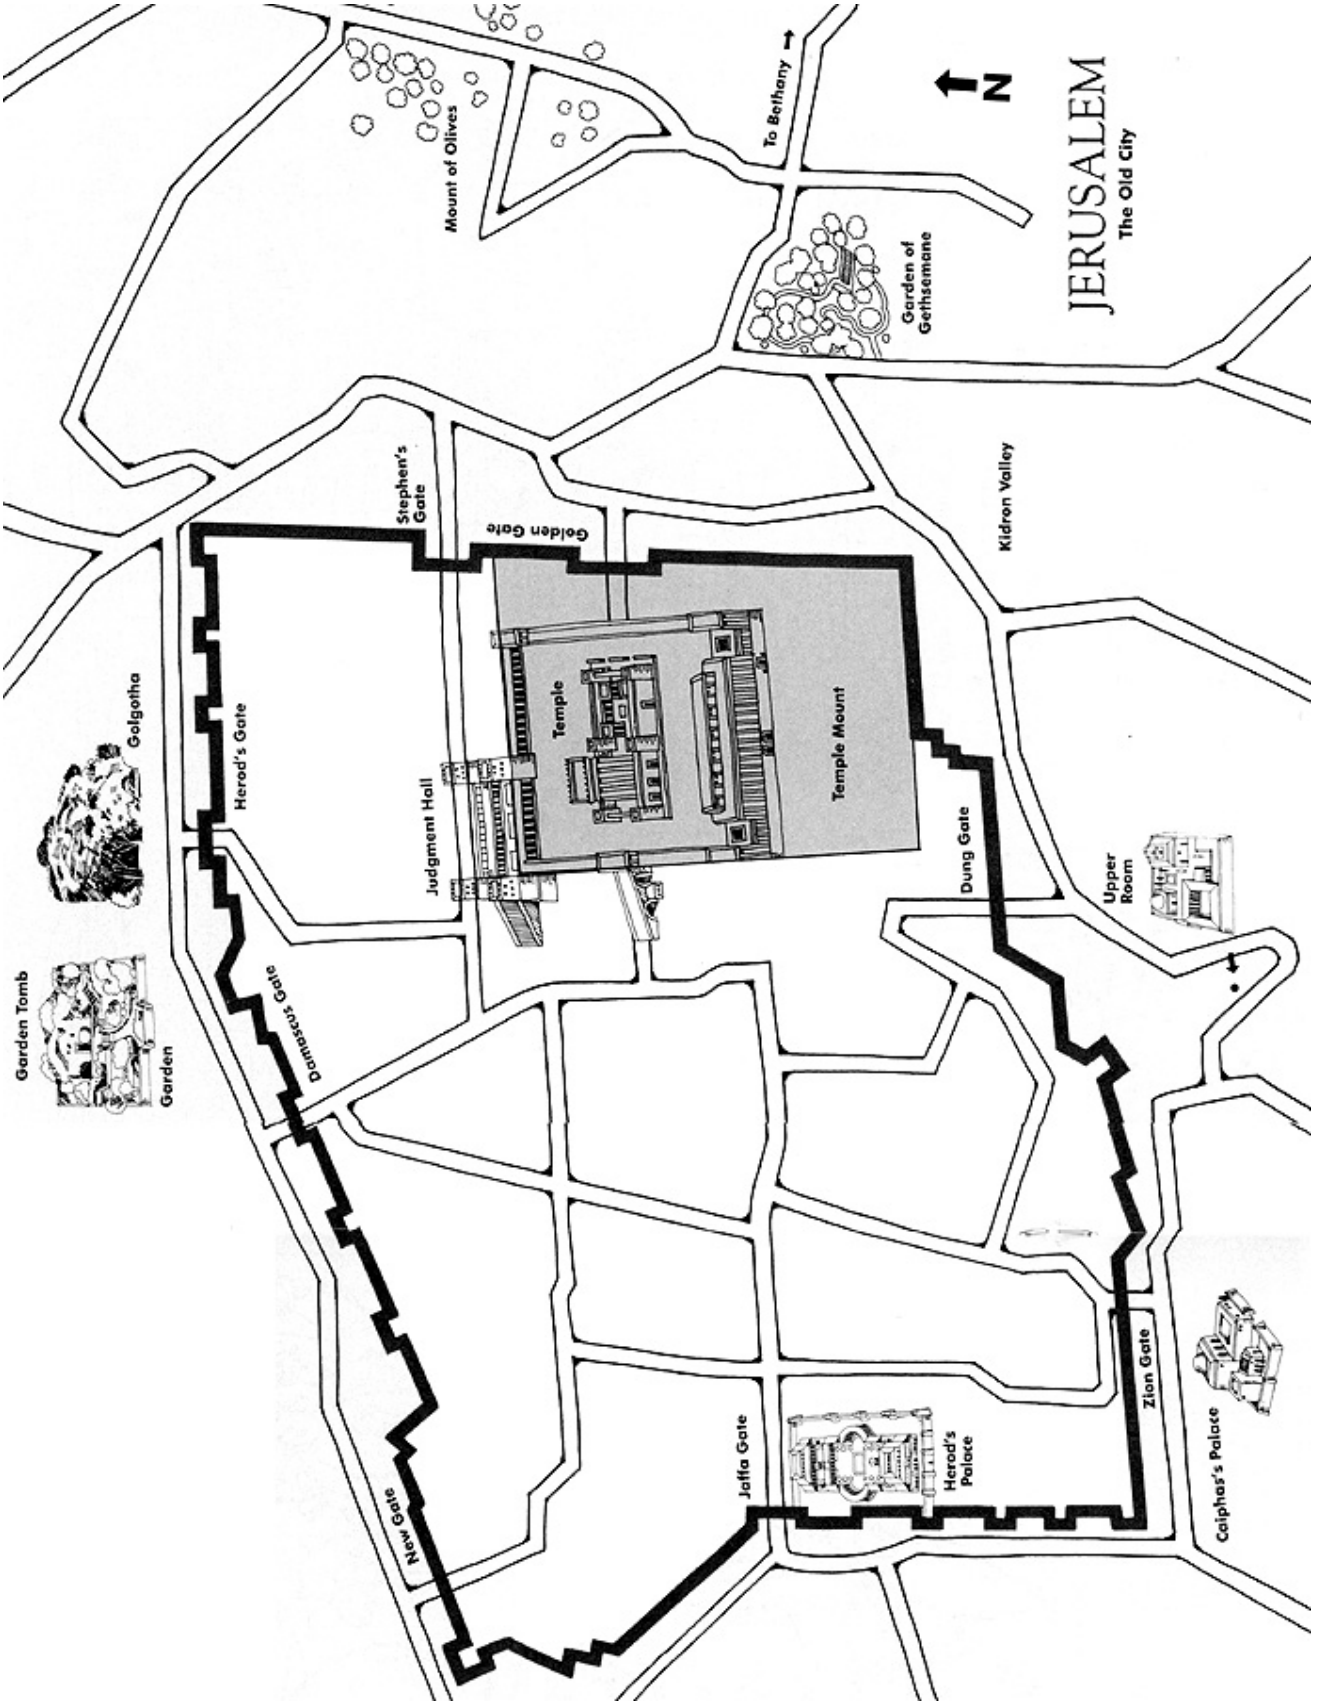 JERUSALEM
The Old City
N
To Bethany
Mount of Olives
Garden of
Gethsemane
Kidron Valley
Stephen's
Gate
Golden Gate
Golgotha
Herod's Gate
Judgment Hall
Temple
Temple Mount
Dung Gate
Upper
Room
Garden Tomb
Garden
Damascus Gate
New Gate
Jaffa Gate
Herod's
Palace
Zion Gate
Caiphas's Palace